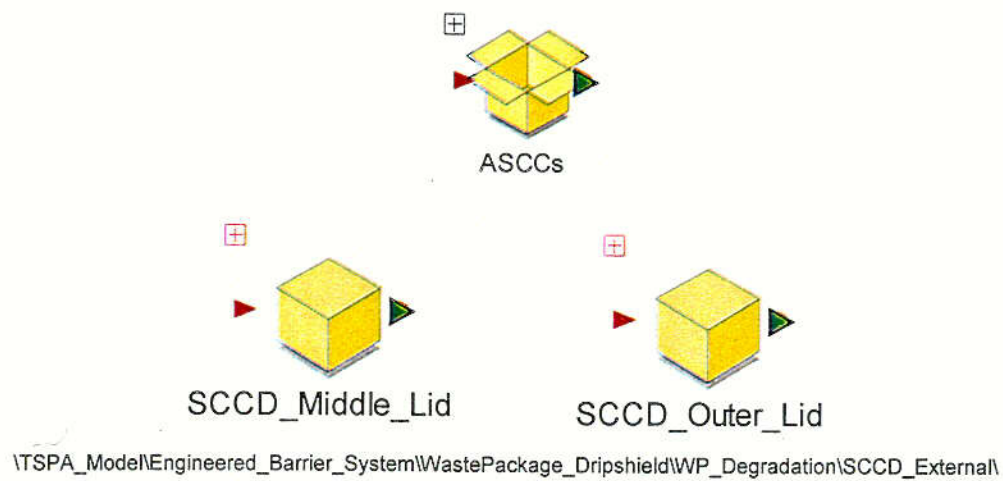 ASCCs
SCCD_Middle_Lid
SCCD_Outer_Lid
\TSPA_Model\Engineered_Barrier_System\WastePackage_Dripshield\WP_Degradation\SCCD_External\